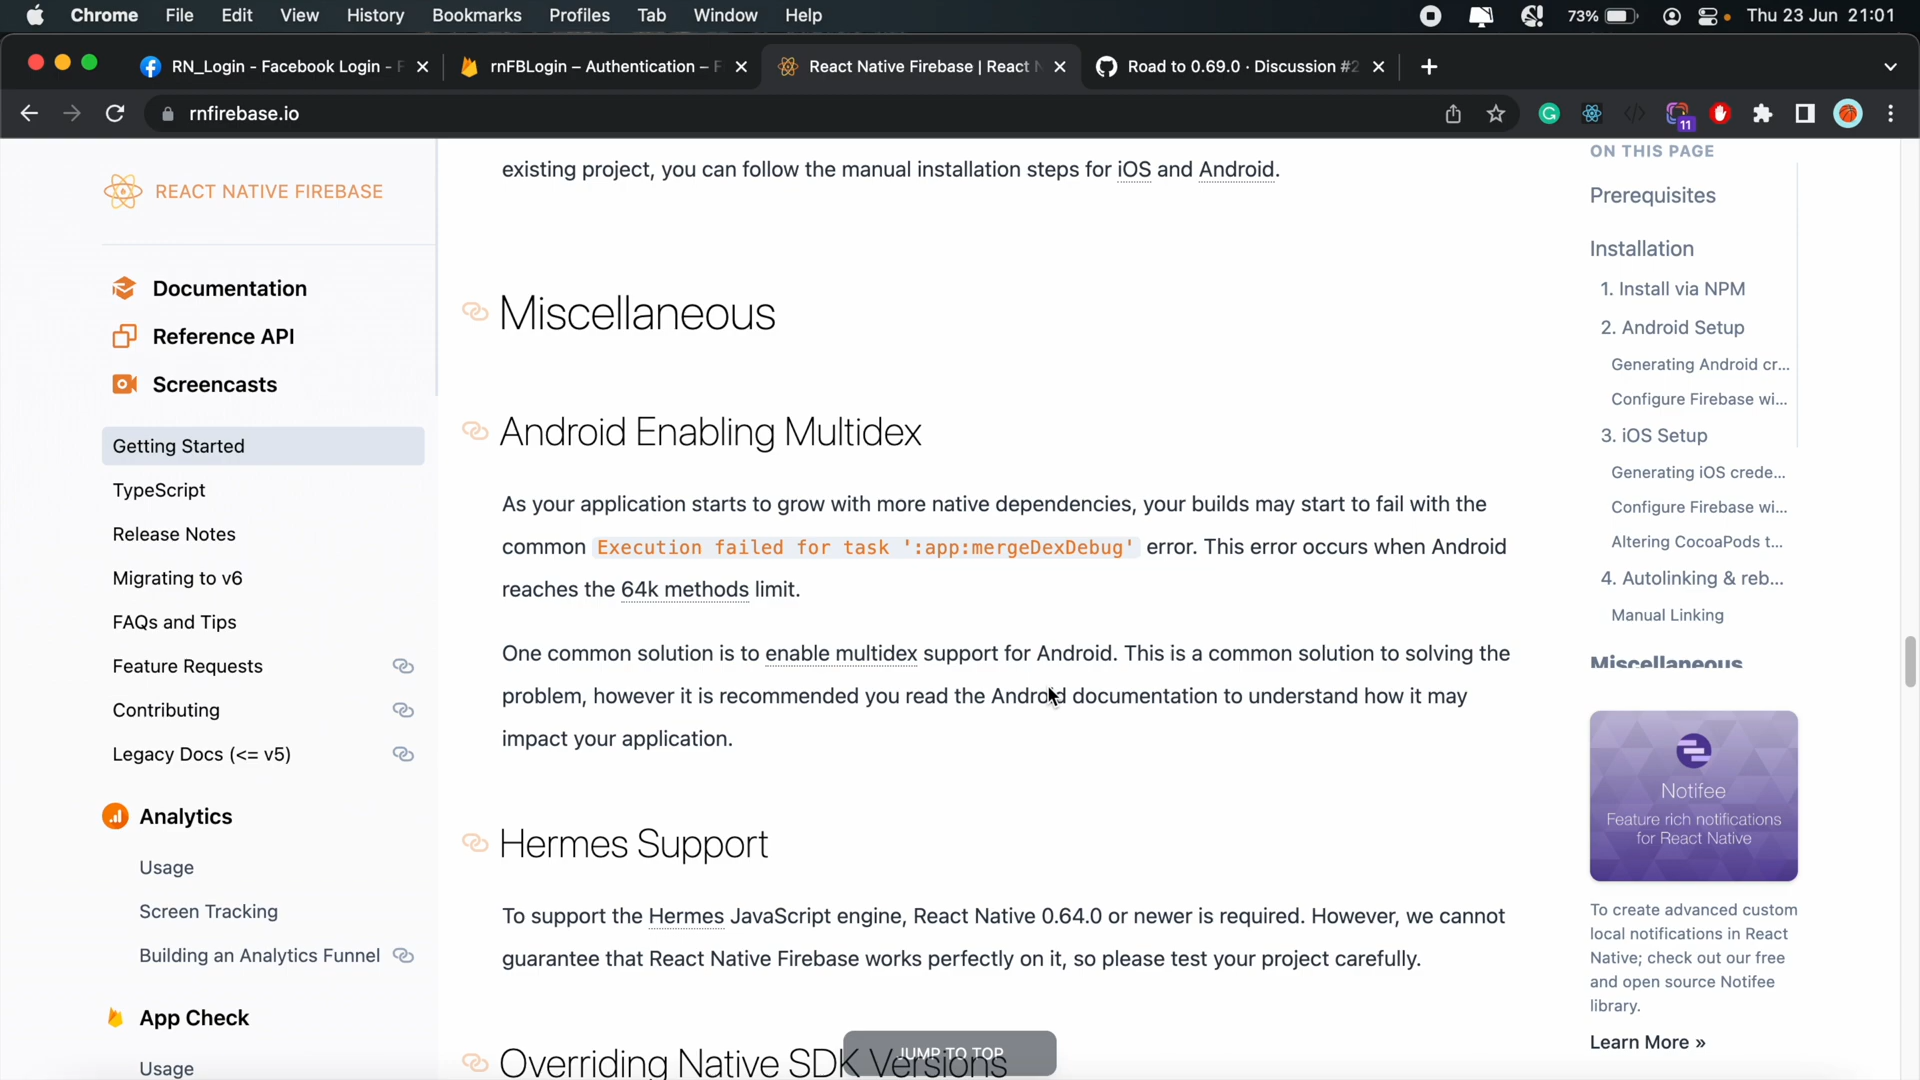 Chrome File Edit View History Bookmarks Profiles Tab Window Help 73% Thu 23 Jun 21:01
RN_Login - Facebook Login - F
rnFBLogin – Authentication – F
React Native Firebase | React N
Road to 0.69.0 · Discussion #2
rnfirebase.io
11
REACT NATIVE FIREBASE
Documentation
Reference API
Screencasts
Getting Started
TypeScript
Release Notes
Migrating to v6
FAQs and Tips
Feature Requests
Contributing
Legacy Docs (<= v5)
Analytics
Usage
Screen Tracking
Building an Analytics Funnel
App Check
Usage
existing project, you can follow the manual installation steps for iOS and Android.
Miscellaneous
Android Enabling Multidex
As your application starts to grow with more native dependencies, your builds may start to fail with the
common Execution failed for task ':app:mergeDexDebug' error. This error occurs when Android
reaches the 64k methods limit.
One common solution is to enable multidex support for Android. This is a common solution to solving the
problem, however it is recommended you read the Android documentation to understand how it may
impact your application.
Hermes Support
To support the Hermes JavaScript engine, React Native 0.64.0 or newer is required. However, we cannot
guarantee that React Native Firebase works perfectly on it, so please test your project carefully.
Overriding Native SDK Versions
JUMP TO TOP
ON THIS PAGE
Prerequisites
Installation
1. Install via NPM
2. Android Setup
Generating Android cr...
Configure Firebase wi...
3. iOS Setup
Generating iOS crede...
Configure Firebase wi...
Altering CocoaPods t...
4. Autolinking & reb...
Manual Linking
Miscellaneous
Notifee
Feature rich notifications
for React Native
To create advanced custom
local notifications in React
Native; check out our free
and open source Notifee
library.
Learn More »